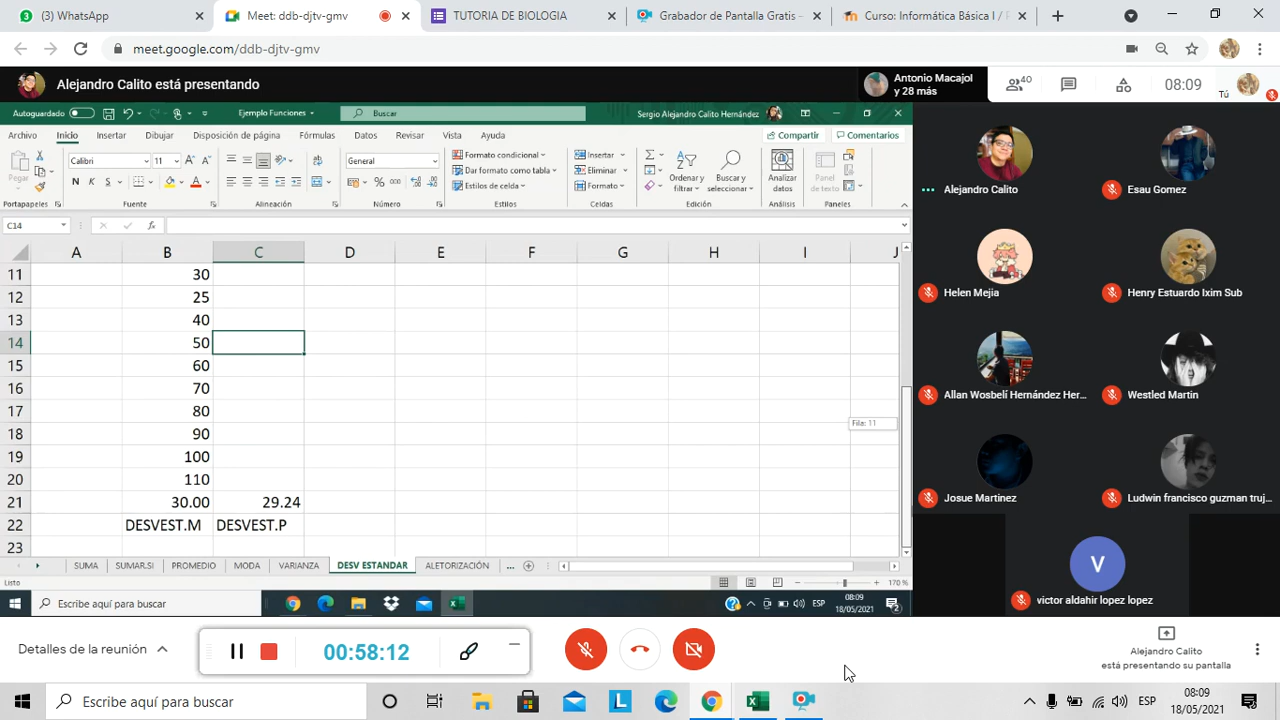 (3) WhatsApp
Meet: ddb-djtv-gmv
TUTORIA DE BIOLOGIA
Grabador de Pantalla Gratis –
Curso: Informática Básica I /
meet.google.com/ddb-djtv-gmv
Alejandro Calito está presentando
Antonio Macajol
y 28 más
40
08:09
Tú
Autoguardado
Ejemplo Funciones
Buscar
Sergio Alejandro Calito Hernández
Archivo Inicio Insertar Dibujar Disposición de página Fórmulas Datos Revisar Vista Ayuda
Compartir Comentarios
Pegar
Calibri 11
N K S
General
Formato condicional
Dar formato como tabla
Estilos de celda
Insertar
Eliminar
Formato
Ordenar y filtrar
Buscar y seleccionar
Analizar datos
Panel de texto
Portapapeles Fuente Alineación Número Estilos Celdas Edición Análisis Paneles
C14
fx
A B C D E F G H I J
11 30
12 25
13 40
14 50
15 60
16 70
17 80
18 90
19 100
20 110
21 30.00 29.24
22 DESVEST.M DESVEST.P
23
Fila: 11
SUMA SUMAR.SI PROMEDIO MODA VARIANZA DESV ESTANDAR ALETORIZACIÓN ...
Listo
170 %
Escribe aquí para buscar
ESP
08:09
18/05/2021
2
Alejandro Calito
Esau Gomez
Helen Mejia
Henry Estuardo Ixim Sub
Allan Wosbelí Hernández Her...
Westled Martin
Josue Martinez
Ludwin francisco guzman truj...
V
victor aldahir lopez lopez
Detalles de la reunión
00:58:12
Alejandro Calito
está presentando su pantalla
Escribe aquí para buscar
L
ESP
08:09
18/05/2021